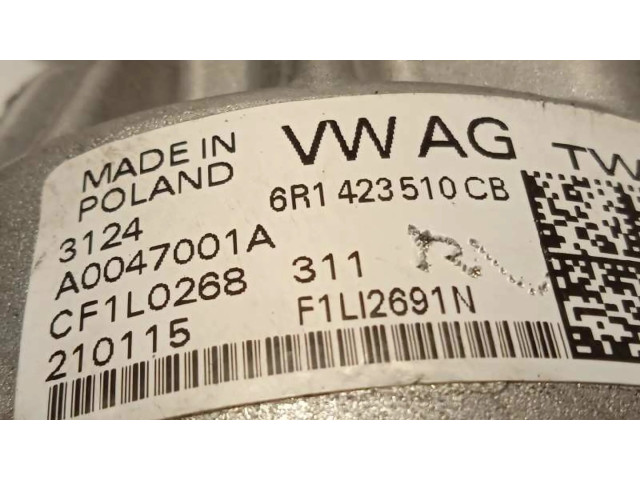 MADE IN
POLAND
3124
A0047001A
CF1L0268
210115
VW AG
6R1 423 510 CB
311
F1LI2691N
TW